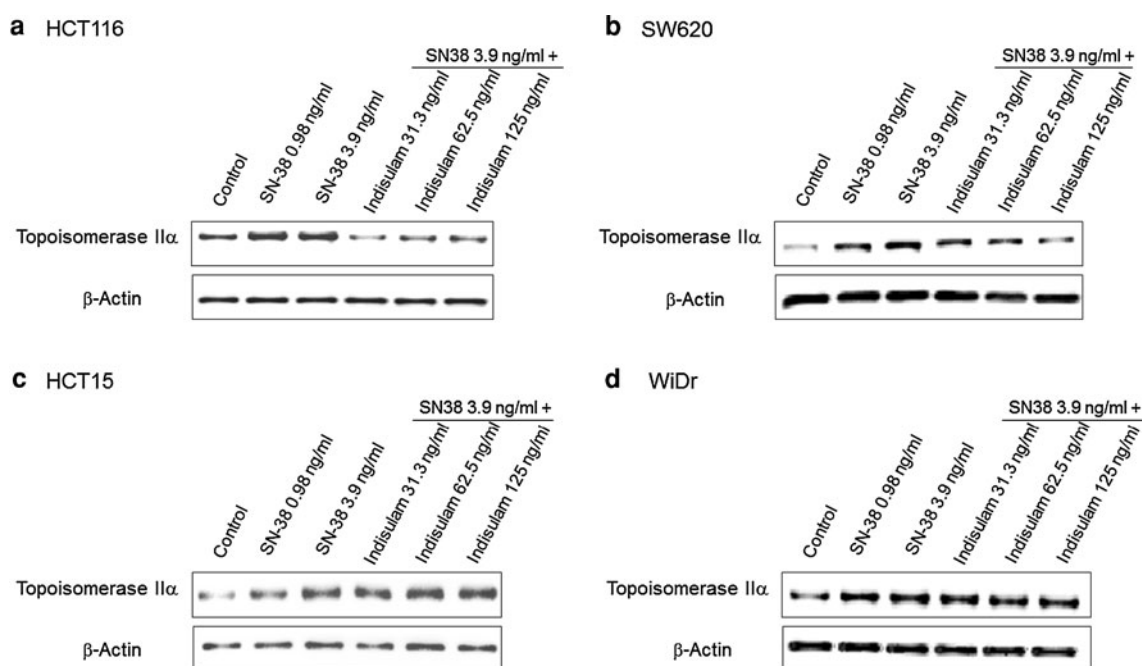 a HCT116
SN38 3.9 ng/ml +
Control
SN-38 0.98 ng/ml
SN-38 3.9 ng/ml
Indisulam 31.3 ng/ml
Indisulam 62.5 ng/ml
Indisulam 125 ng/ml
Topoisomerase IIα
β-Actin
b SW620
SN38 3.9 ng/ml +
Control
SN-38 0.98 ng/ml
SN-38 3.9 ng/ml
Indisulam 31.3 ng/ml
Indisulam 62.5 ng/ml
Indisulam 125 ng/ml
Topoisomerase IIα
β-Actin
c HCT15
SN38 3.9 ng/ml +
Control
SN-38 0.98 ng/ml
SN-38 3.9 ng/ml
Indisulam 31.3 ng/ml
Indisulam 62.5 ng/ml
Indisulam 125 ng/ml
Topoisomerase IIα
β-Actin
d WiDr
SN38 3.9 ng/ml +
Control
SN-38 0.98 ng/ml
SN-38 3.9 ng/ml
Indisulam 31.3 ng/ml
Indisulam 62.5 ng/ml
Indisulam 125 ng/ml
Topoisomerase IIα
β-Actin